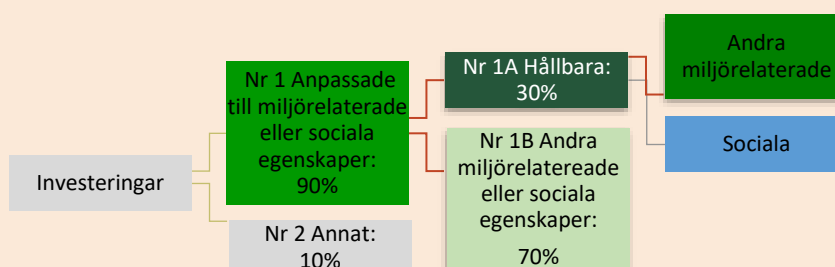 Investeringar
Nr 1 Anpassade
till miljörelaterade
eller sociala
egenskaper:
90%
Nr 2 Annat:
10%
Nr 1A Hållbara:
30%
Nr 1B Andra
miljörelatereade
eller sociala
egenskaper:
70%
Andra
miljörelaterade
Sociala